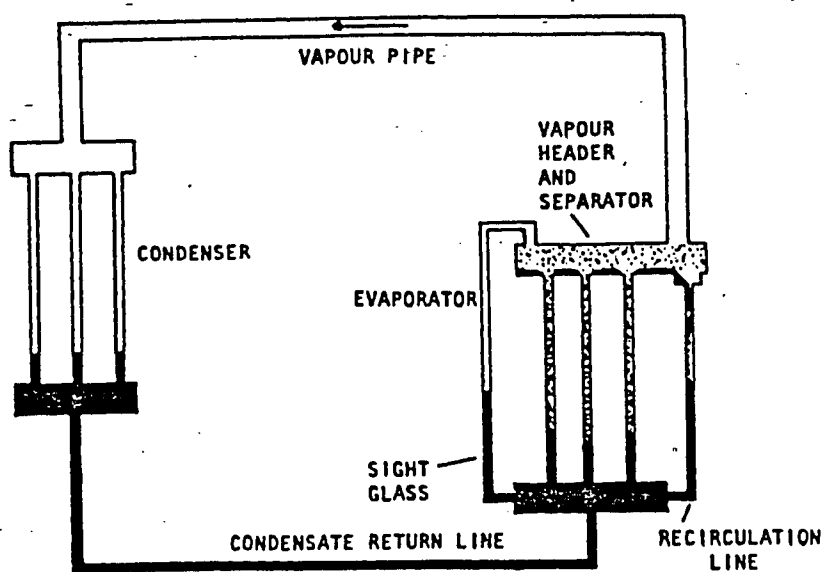 VAPOUR PIPE
VAPOUR
HEADER
AND
SEPARATOR
CONDENSER
EVAPORATOR
SIGHT
GLASS
CONDENSATE RETURN LINE
RECIRCULATION
LINE